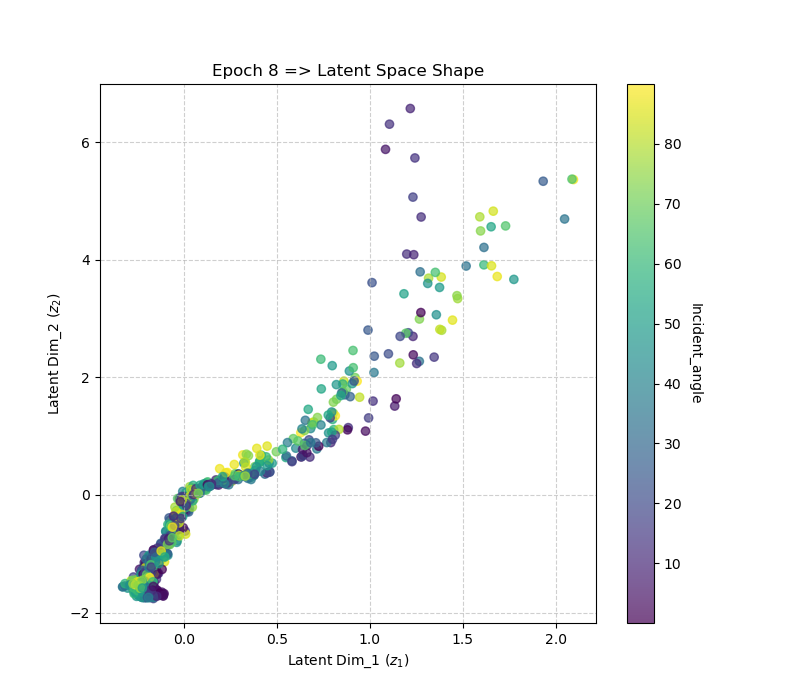 Epoch 8 => Latent Space Shape
Latent Dim_2 (z₂)
6
4
2
0
−2
0.0 0.5 1.0 1.5 2.0
Latent Dim_1 (z₁)
80
70
60
50
40
30
20
10
Incident_angle